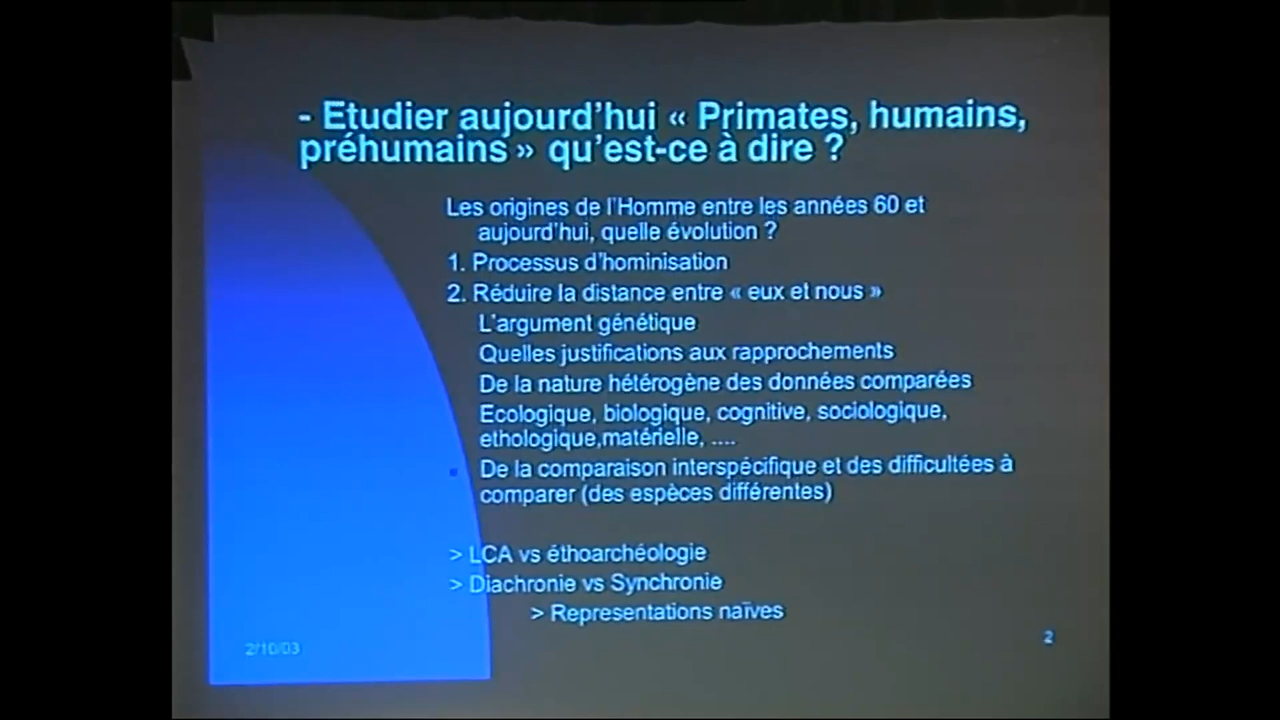 - Etudier aujourd'hui « Primates, humains,
préhumains » qu'est-ce à dire ?
Les origines de l'Homme entre les années 60 et
aujourd'hui, quelle évolution ?
1. Processus d'hominisation
2. Réduire la distance entre « eux et nous »
L'argument génétique
Quelles justifications aux rapprochements
De la nature hétérogène des données comparées
Ecologique, biologique, cognitive, sociologique,
ethologique,matérielle, ....
▪ De la comparaison interspécifique et des difficultées à
comparer (des espèces différentes)
> LCA vs éthoarchéologie
> Diachronie vs Synchronie
> Representations naïves
2/10/03
2